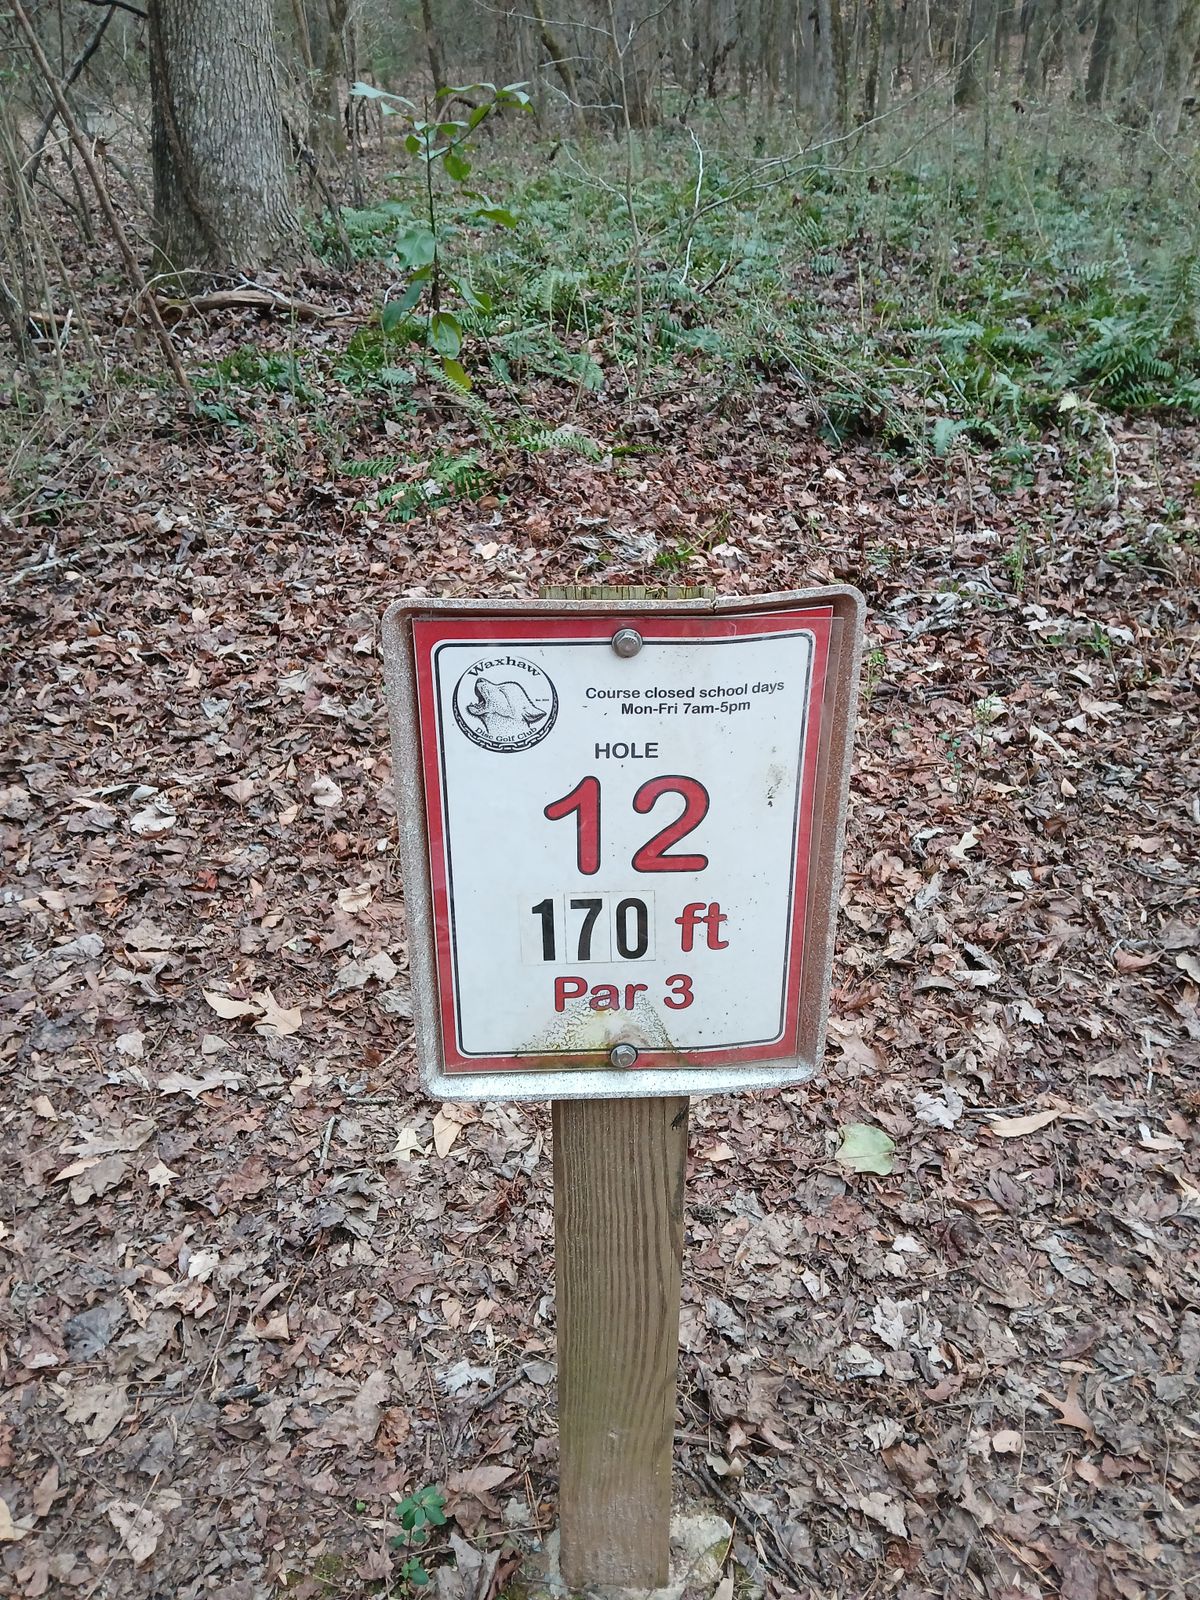 Waxhaw
Disc Golf Club
Course closed school days
Mon-Fri 7am-5pm
HOLE
12
170 ft
Par 3